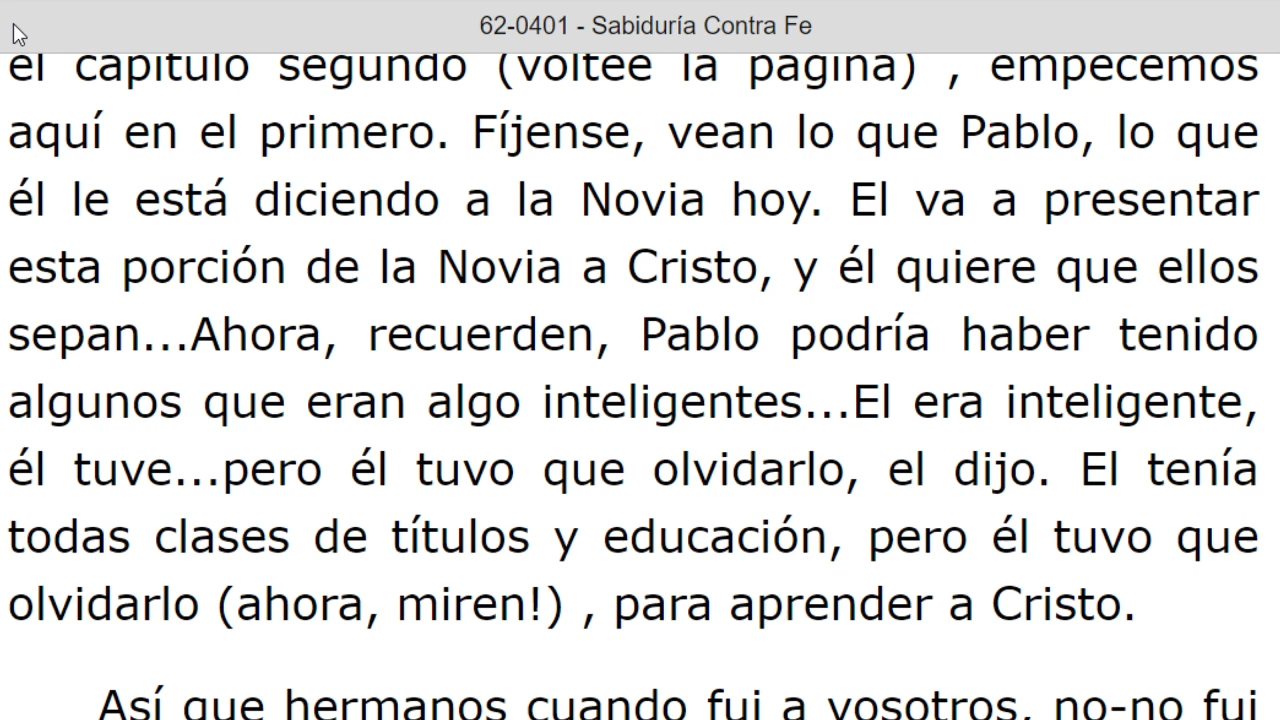 62-0401 - Sabiduría Contra Fe
el capítulo segundo (voltee la página) , empecemos
aquí en el primero. Fíjense, vean lo que Pablo, lo que
él le está diciendo a la Novia hoy. El va a presentar
esta porción de la Novia a Cristo, y él quiere que ellos
sepan...Ahora, recuerden, Pablo podría haber tenido
algunos que eran algo inteligentes...El era inteligente,
él tuve...pero él tuvo que olvidarlo, el dijo. El tenía
todas clases de títulos y educación, pero él tuvo que
olvidarlo (ahora, miren!) , para aprender a Cristo.
Así que hermanos cuando fui a vosotros, no-no fui